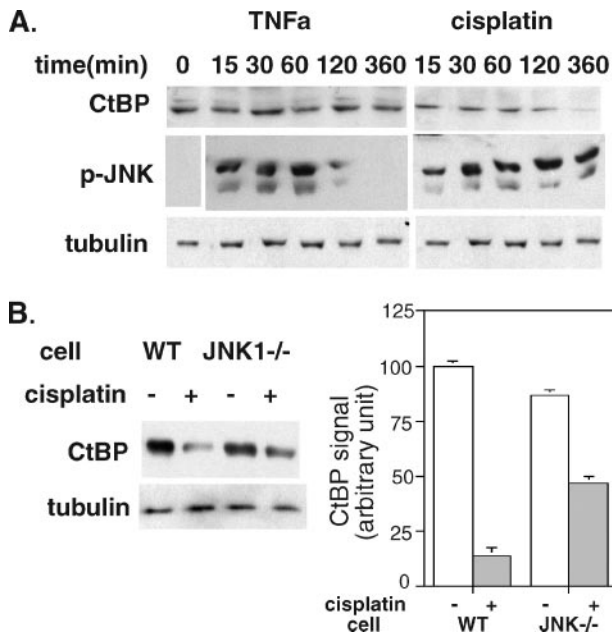 A.
TNFa cisplatin
time(min) 0 15 30 60 120 360 15 30 60 120 360
CtBP
p-JNK
tubulin
B.
cell WT JNK1-/-
cisplatin - + - +
CtBP
tubulin
CtBP signal
(arbitrary unit)
125
100
75
50
25
0
cisplatin - + - +
cell WT JNK-/-